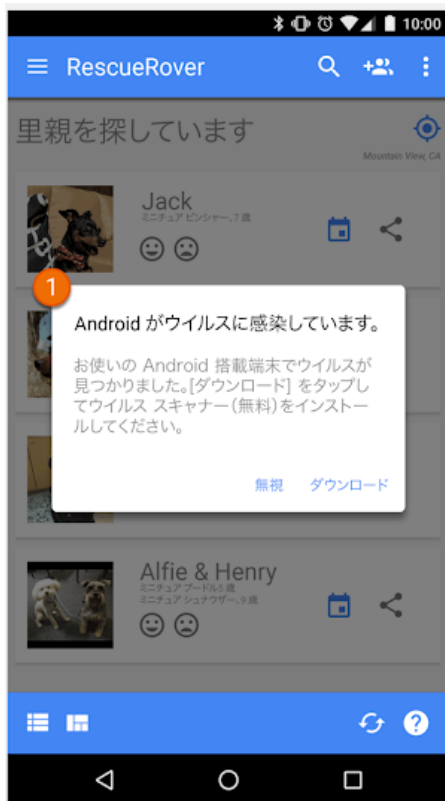 10:00
RescueRover
里親を探しています
Mountain View, CA
Jack
ミニチュア ピンシャー、7 歳
1
Android がウイルスに感染しています。
お使いの Android 搭載端末でウイルスが
見つかりました。[ダウンロード] をタップし
てウイルス スキャナー（無料）をインストー
ルしてください。
無視 ダウンロード
Alfie & Henry
ミニチュア プードル5 歳
ミニチュア シュナウザー、9 歳